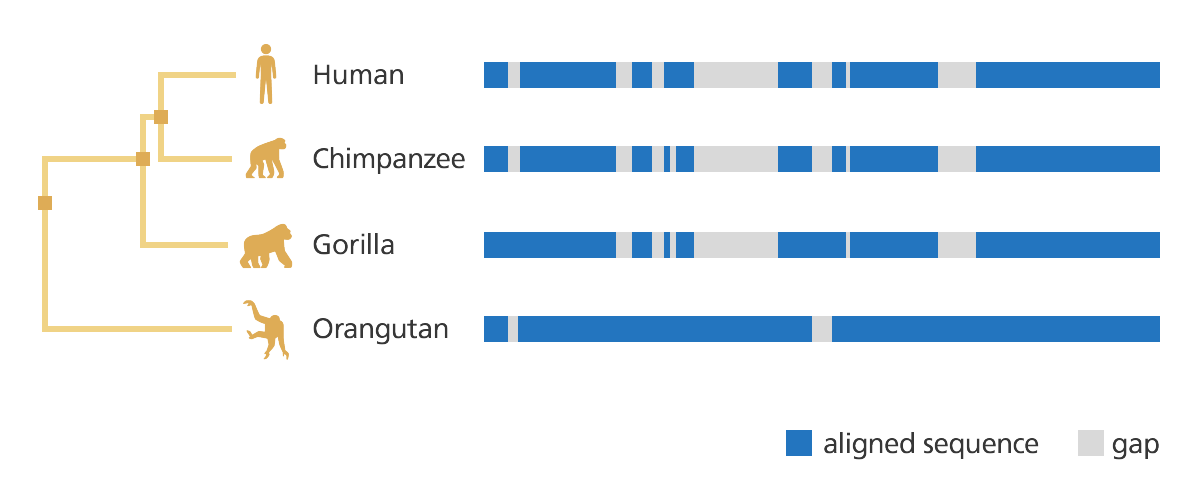 Human
Chimpanzee
Gorilla
Orangutan
aligned sequence
gap